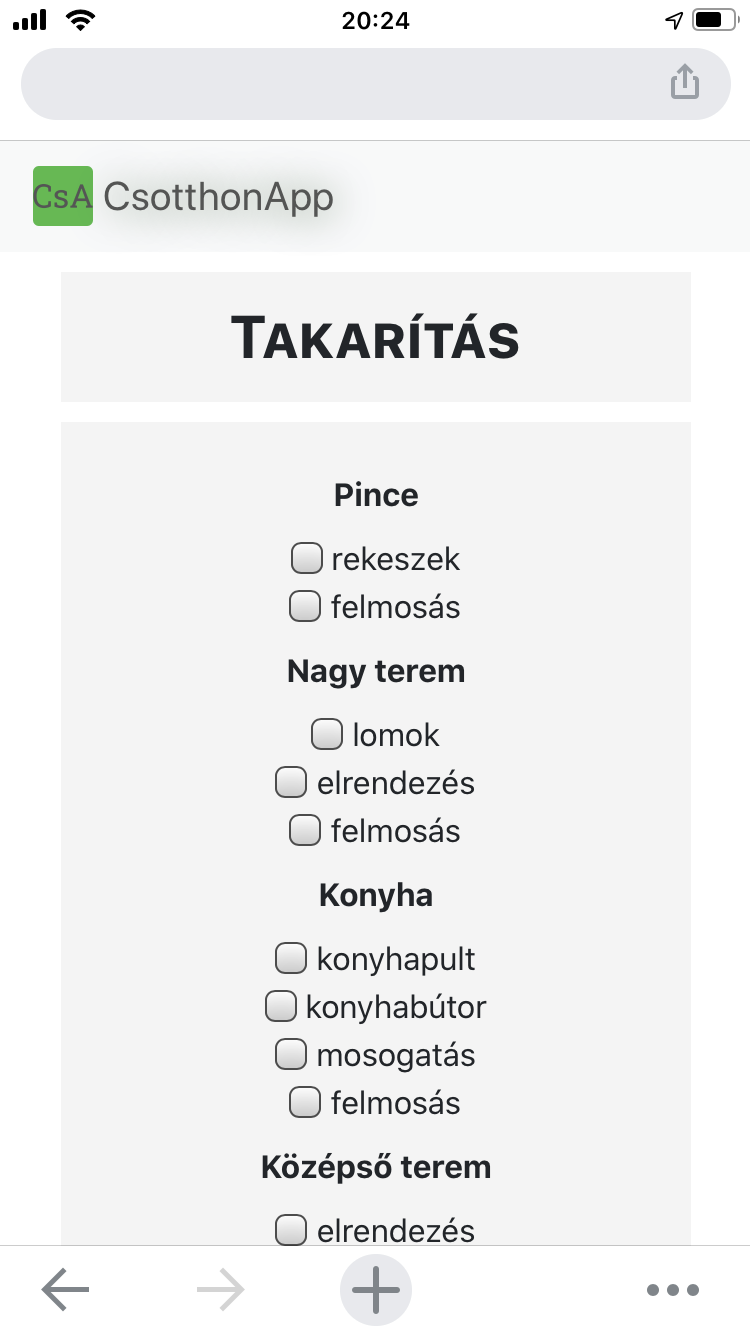 20:24
CsA CsotthonApp
Takarítás
Pince
rekeszek
felmosás
Nagy terem
lomok
elrendezés
felmosás
Konyha
konyhapult
konyhabútor
mosogatás
felmosás
Középső terem
elrendezés